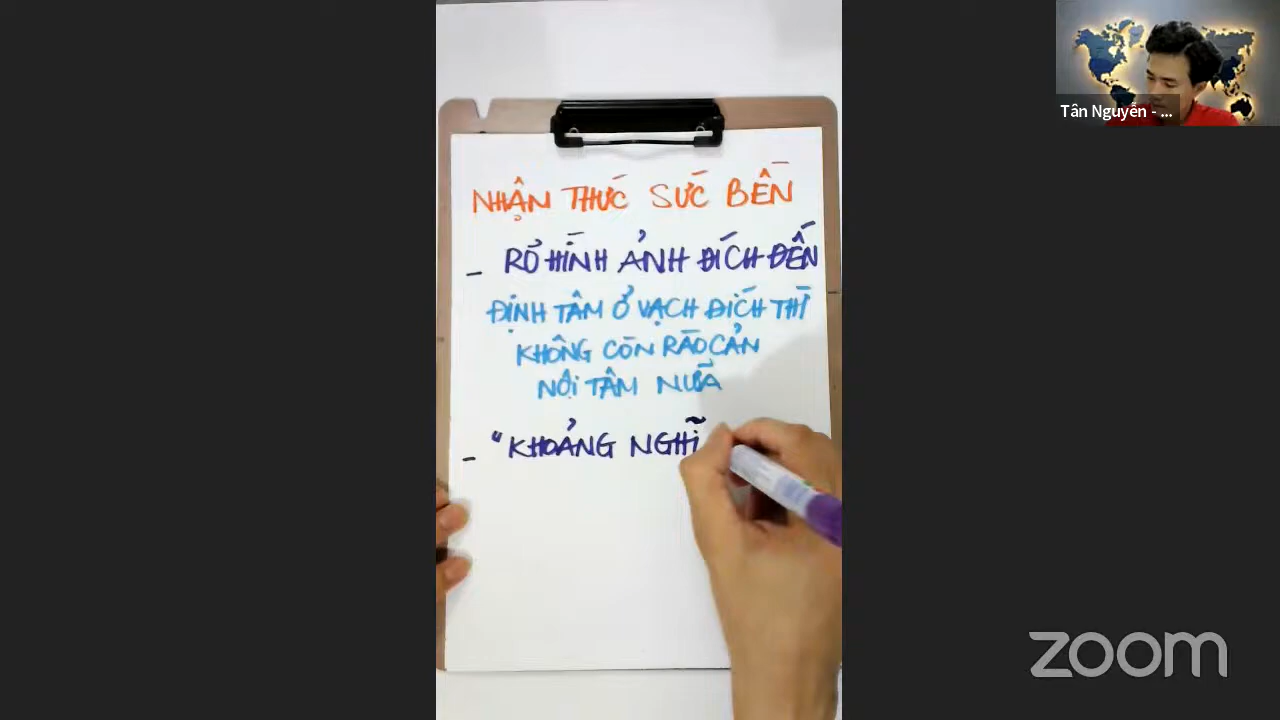 Tân Nguyễn - ...
NHẬN THỨC SỨC BỀN
- RÕ HÌNH ẢNH ĐÍCH ĐẾN
ĐỊNH TÂM Ở VẠCH ĐÍCH THÌ
KHÔNG CÒN RÀO CẢN
NỘI TÂM NỮA
- "KHOẢNG NGHĨ
zoom